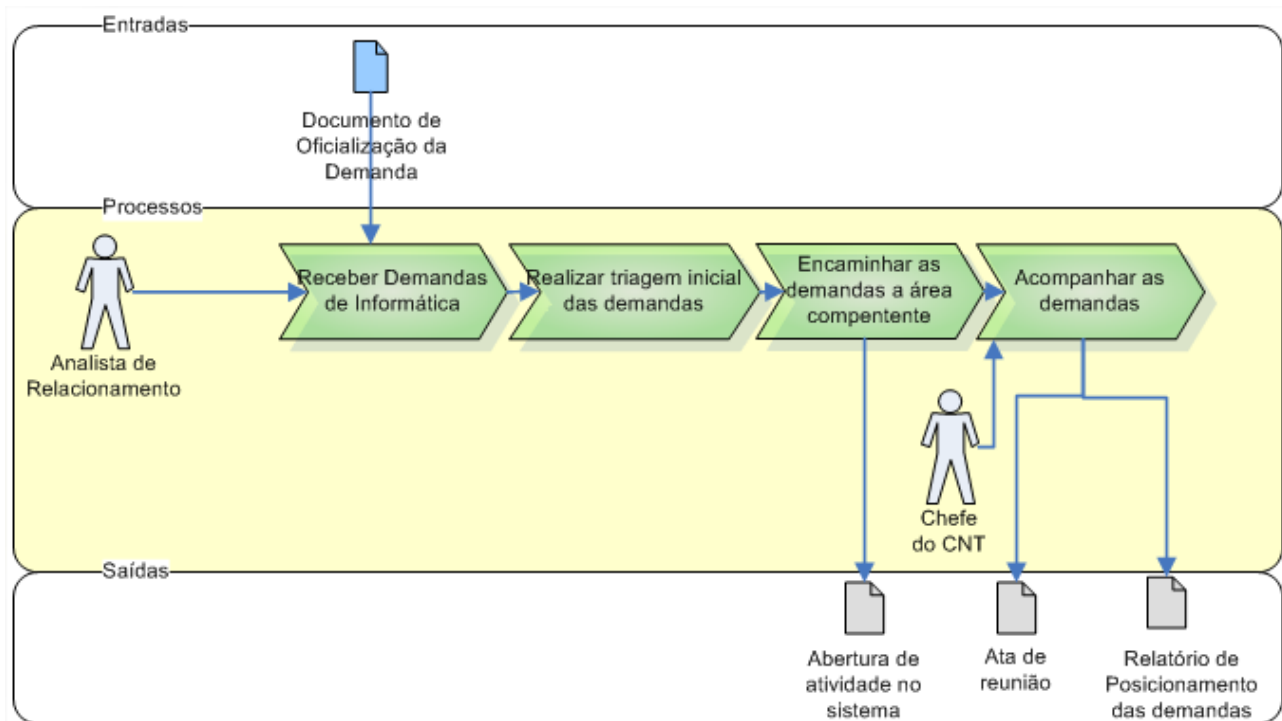 Entradas
Documento de
Oficialização da
Demanda
Processos
Analista de
Relacionamento
Receber Demandas
de Informática
Realizar triagem inicial
das demandas
Encaminhar as
demandas a área
compentente
Acompanhar as
demandas
Chefe
do CNT
Saídas
Abertura de
atividade no
sistema
Ata de
reunião
Relatório de
Posicionamento
das demandas